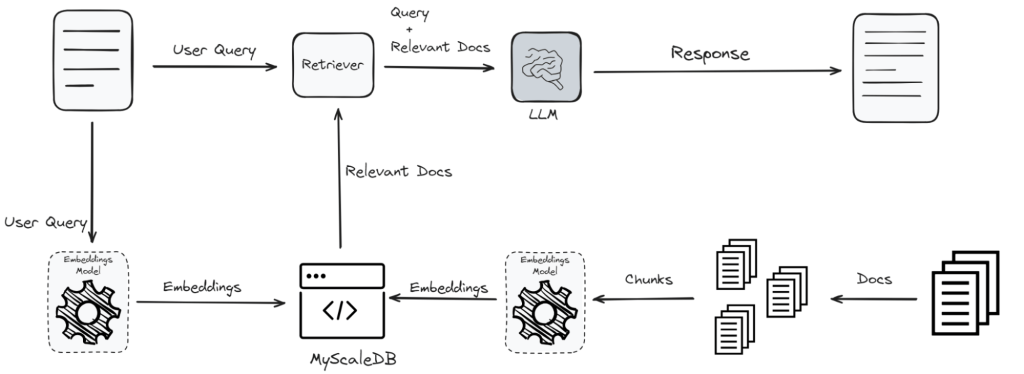 User Query
Retriever
Query
+
Relevant Docs
LLM
Response
Relevant Docs
User Query
Embeddings
Model
Embeddings
</>
MyScaleDB
Embeddings
Embeddings
Model
Chunks
Docs